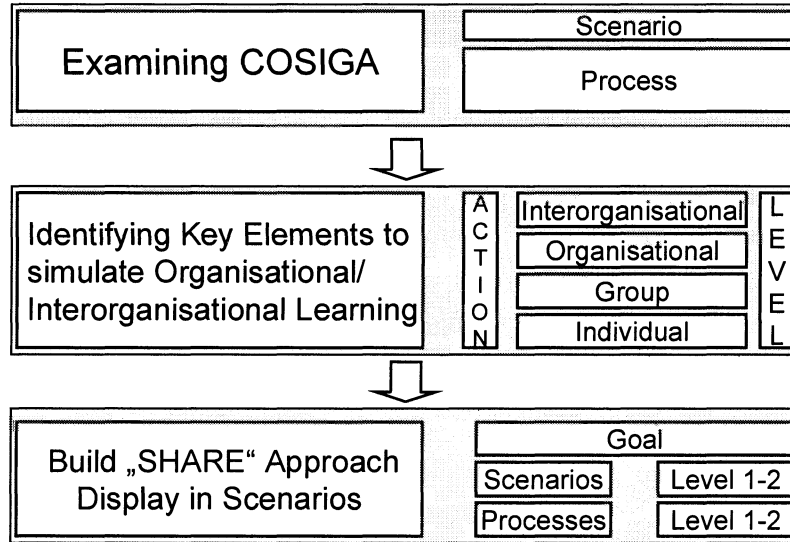 Examining COSIGA
Scenario
Process
Identifying Key Elements to
simulate Organisational/
Interorganisational Learning
ACTION
Interorganisational
Organisational
Group
Individual
LEVEL
Build „SHARE“ Approach
Display in Scenarios
Goal
Scenarios
Level 1-2
Processes
Level 1-2